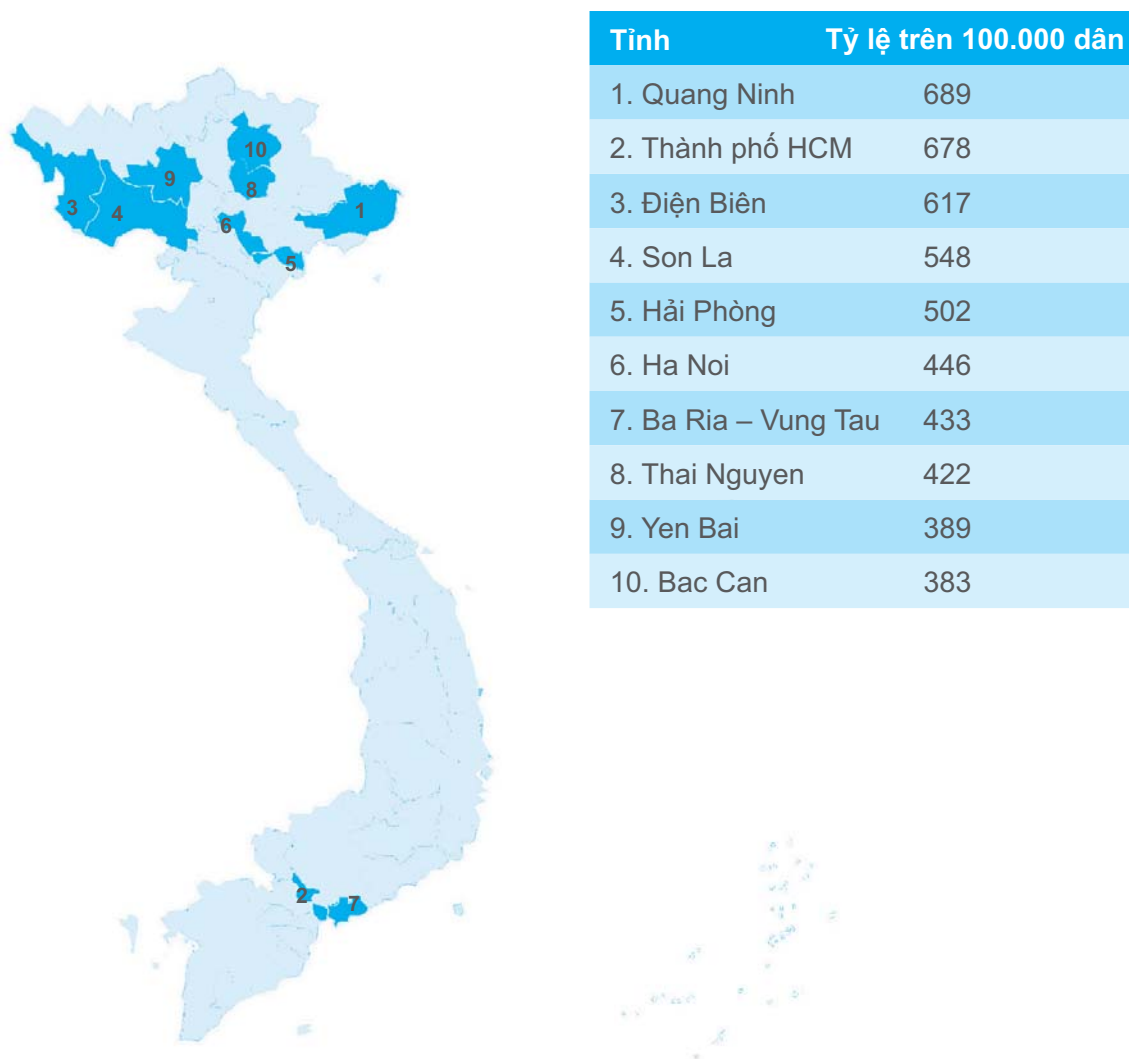 Tỉnh Tỷ lệ trên 100.000 dân
1. Quang Ninh 689
2. Thành phố HCM 678
3. Điện Biên 617
4. Son La 548
5. Hải Phòng 502
6. Ha Noi 446
7. Ba Ria – Vung Tau 433
8. Thai Nguyen 422
9. Yen Bai 389
10. Bac Can 383
10
9
8
3
4
6
1
5
2
7